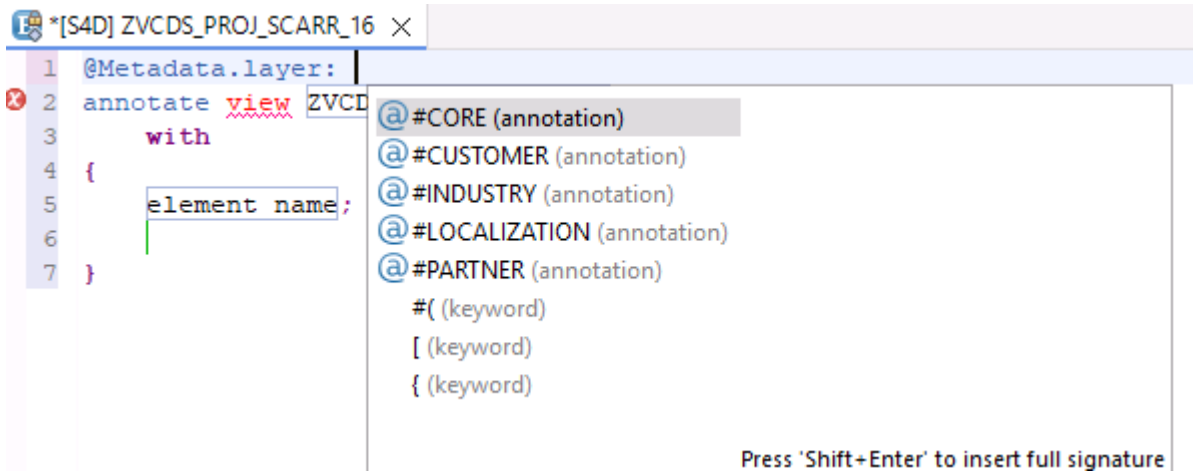 *[S4D] ZVCDS_PROJ_SCARR_16
1 @Metadata.layer:
2 annotate view ZVCD
3 with
4 {
5 element name;
6
7 }
#CORE (annotation)
#CUSTOMER (annotation)
#INDUSTRY (annotation)
#LOCALIZATION (annotation)
#PARTNER (annotation)
#( (keyword)
[ (keyword)
{ (keyword)
Press 'Shift+Enter' to insert full signature